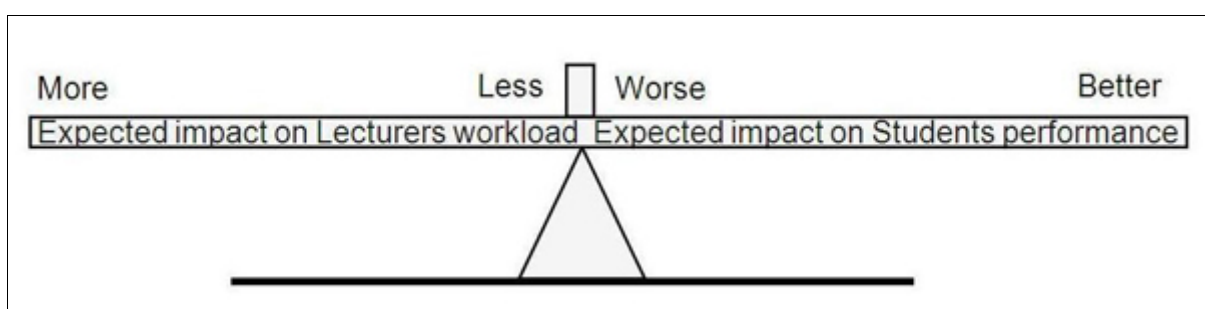 More Less Worse Better
Expected impact on Lecturers workload Expected impact on Students performance